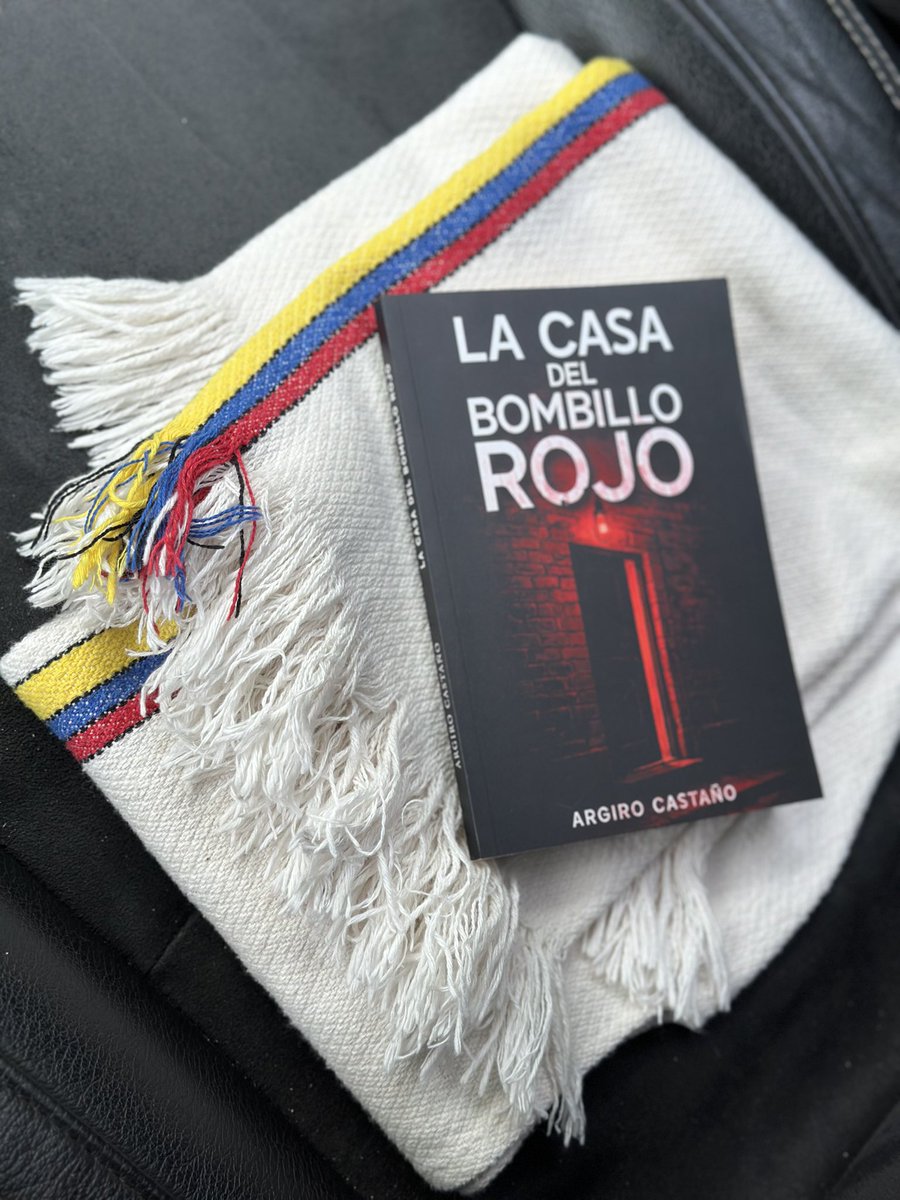 LA CASA
DEL
BOMBILLO
ROJO
ARGIRO CASTAÑO
LA CASA DEL BOMBILLO ROJO
ARGIRO CASTAÑO